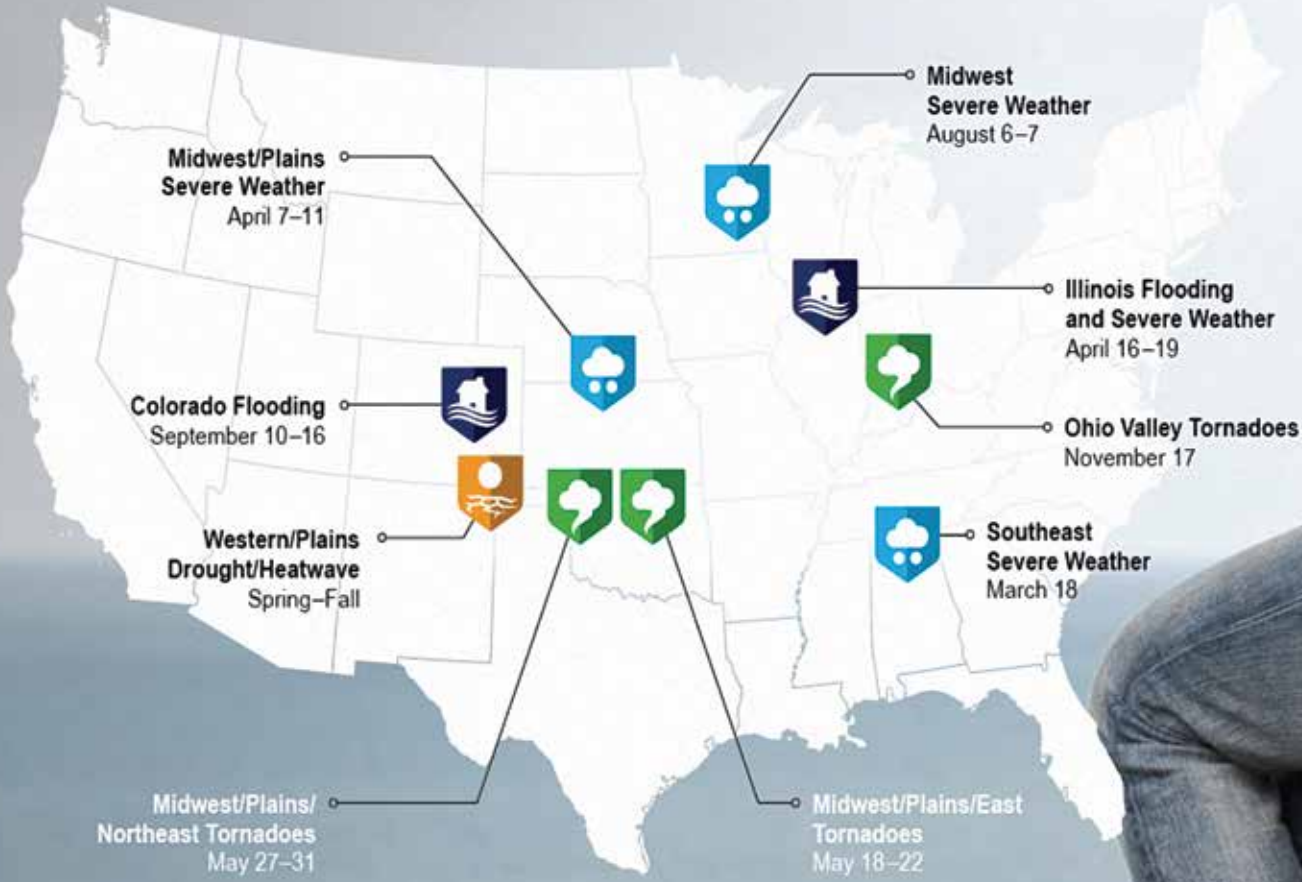 Midwest
Severe Weather
August 6–7
Midwest/Plains
Severe Weather
April 7–11
Illinois Flooding
and Severe Weather
April 16–19
Colorado Flooding
September 10–16
Ohio Valley Tornadoes
November 17
Western/Plains
Drought/Heatwave
Spring–Fall
Southeast
Severe Weather
March 18
Midwest/Plains/
Northeast Tornadoes
May 27–31
Midwest/Plains/East
Tornadoes
May 18–22